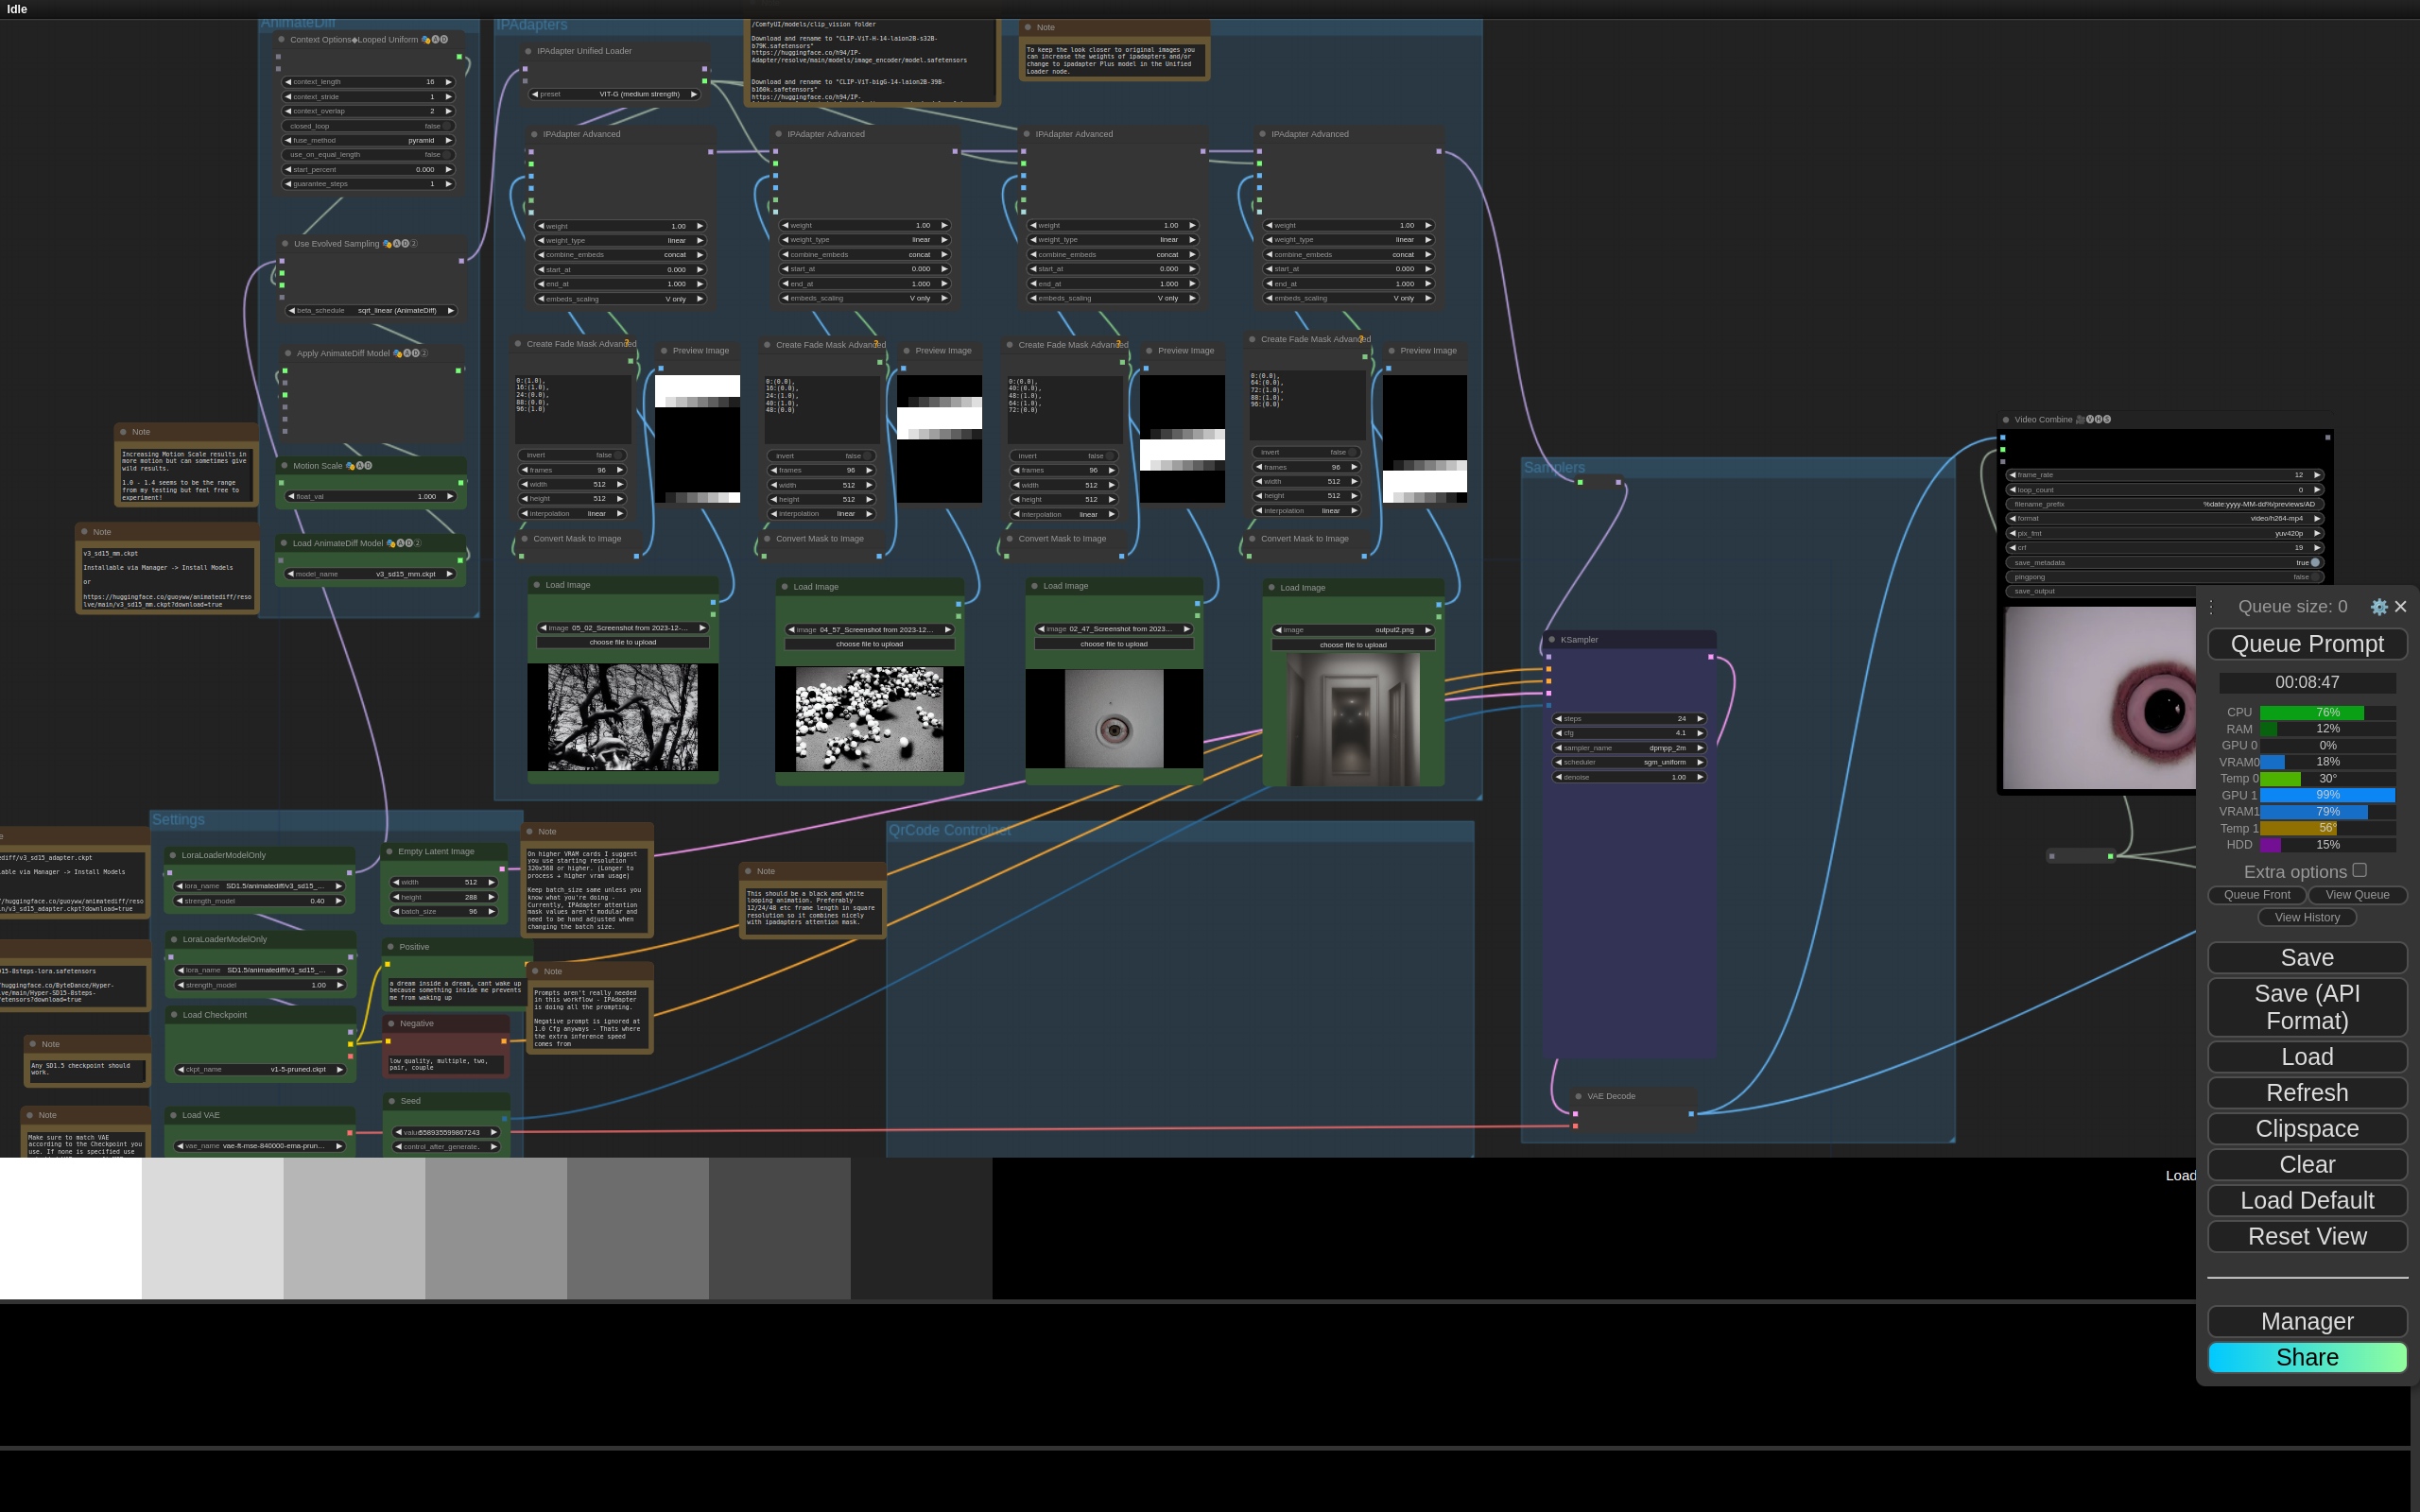 Idle
AnimateDiff
Context Options◆Looped Uniform 🎭🅐🅓
context_length 16
context_stride 1
context_overlap 2
closed_loop false
fuse_method pyramid
use_on_equal_length false
start_percent 0.000
guarantee_steps 1
Use Evolved Sampling 🎭🅐🅓②
beta_schedule sqrt_linear (AnimateDiff)
Apply AnimateDiff Model 🎭🅐🅓②
Note
Increasing Motion Scale results in
more motion but can sometimes give
wild results.
1.0 - 1.4 seems to be the range
from my testing but feel free to
experiment!
Motion Scale 🎭🅐🅓
float_val 1.000
Note
v3_sd15_mm.ckpt
Installable via Manager -> Install Models
or
https://huggingface.co/guoyww/animatediff/reso
lve/main/v3_sd15_mm.ckpt?download=true
Load AnimateDiff Model 🎭🅐🅓②
model_name v3_sd15_mm.ckpt
IPAdapters
IPAdapter Unified Loader
preset VIT-G (medium strength)
/ComfyUI/models/clip_vision folder
Download and rename to "CLIP-ViT-H-14-laion2B-s32B-
b79K.safetensors"
https://huggingface.co/h94/IP-
Adapter/resolve/main/models/image_encoder/model.safetensors
Download and rename to "CLIP-ViT-bigG-14-laion2B-39B-
b160k.safetensors"
https://huggingface.co/h94/IP-
Note
To keep the look closer to original images you
can increase the weights of ipadapters and/or
change to ipadapter Plus model in the Unified
Loader node.
IPAdapter Advanced
weight 1.00
weight_type linear
combine_embeds concat
start_at 0.000
end_at 1.000
embeds_scaling V only
IPAdapter Advanced
weight 1.00
weight_type linear
combine_embeds concat
start_at 0.000
end_at 1.000
embeds_scaling V only
IPAdapter Advanced
weight 1.00
weight_type linear
combine_embeds concat
start_at 0.000
end_at 1.000
embeds_scaling V only
IPAdapter Advanced
weight 1.00
weight_type linear
combine_embeds concat
start_at 0.000
end_at 1.000
embeds_scaling V only
Create Fade Mask Advanced
?
0:(1.0),
16:(1.0),
24:(0.0),
88:(0.0),
96:(1.0)
invert false
frames 96
width 512
height 512
interpolation linear
Preview Image
Convert Mask to Image
Create Fade Mask Advanced
?
0:(0.0),
16:(0.0),
24:(1.0),
40:(1.0),
48:(0.0)
invert false
frames 96
width 512
height 512
interpolation linear
Preview Image
Convert Mask to Image
Create Fade Mask Advanced
?
0:(0.0),
40:(0.0),
48:(1.0),
64:(1.0),
72:(0.0)
invert false
frames 96
width 512
height 512
interpolation linear
Preview Image
Convert Mask to Image
Create Fade Mask Advanced
?
0:(0.0),
64:(0.0),
72:(1.0),
88:(1.0),
96:(0.0)
invert false
frames 96
width 512
height 512
interpolation linear
Preview Image
Convert Mask to Image
Load Image
image 05_02_Screenshot from 2023-12-...
choose file to upload
Load Image
image 04_57_Screenshot from 2023-12...
choose file to upload
Load Image
image 02_47_Screenshot from 2023...
choose file to upload
Load Image
image output2.png
choose file to upload
Samplers
KSampler
steps 24
cfg 4.1
sampler_name dpmpp_2m
scheduler sgm_uniform
denoise 1.00
VAE Decode
Video Combine 🎥🅥🅗🅢
frame_rate 12
loop_count 0
filename_prefix %date:yyyy-MM-dd%/previews/AD
format video/h264-mp4
pix_fmt yuv420p
crf 19
save_metadata true
pingpong false
save_output
Settings
ediff/v3_sd15_adapter.ckpt
lable via Manager -> Install Models
/huggingface.co/guoyww/animatediff/reso
n/v3_sd15_adapter.ckpt?download=true
LoraLoaderModelOnly
lora_name SD1.5/animatediff/v3_sd15_...
strength_model 0.40
Empty Latent Image
width 512
height 288
batch_size 96
Note
On higher VRAM cards I suggest
you use starting resolution
320x568 or higher. (Longer to
process + higher vram usage)
Keep batch_size same unless you
know what you're doing -
Currently, IPAdapter attention
mask values aren't modular and
need to be hand adjusted when
changing the batch size.
QrCode Controlnet
Note
This should be a black and white
looping animation. Preferably
12/24/48 etc frame length in square
resolution so it combines nicely
with ipadapters attention mask.
15-8steps-lora.safetensors
huggingface.co/ByteDance/Hyper-
lve/main/Hyper-SD15-8steps-
fetensors?download=true
LoraLoaderModelOnly
lora_name SD1.5/animatediff/v3_sd15_...
strength_model 1.00
Positive
a dream inside a dream, cant wake up
because something inside me prevents
me from waking up
Note
Prompts aren't really needed
in this workflow - IPAdapter
is doing all the prompting.
Negative prompt is ignored at
1.0 Cfg anyways - Thats where
the extra inference speed
comes from
Load Checkpoint
ckpt_name v1-5-pruned.ckpt
Negative
low quality, multiple, two,
pair, couple
Note
Any SD1.5 checkpoint should
work.
Note
Make sure to match VAE
according to the Checkpoint you
use. If none is specified use
Load VAE
vae_name vae-ft-mse-840000-ema-prun...
Seed
control_after_generate.
Load
Queue size: 0
Queue Prompt
00:08:47
CPU 76%
RAM 12%
GPU 0 0%
VRAM0 18%
Temp 0 30°
GPU 1 99%
VRAM1 79%
Temp 1 56°
HDD 15%
Extra options
Queue Front
View Queue
View History
Save
Save (API
Format)
Load
Refresh
Clipspace
Clear
Load Default
Reset View
Manager
Share